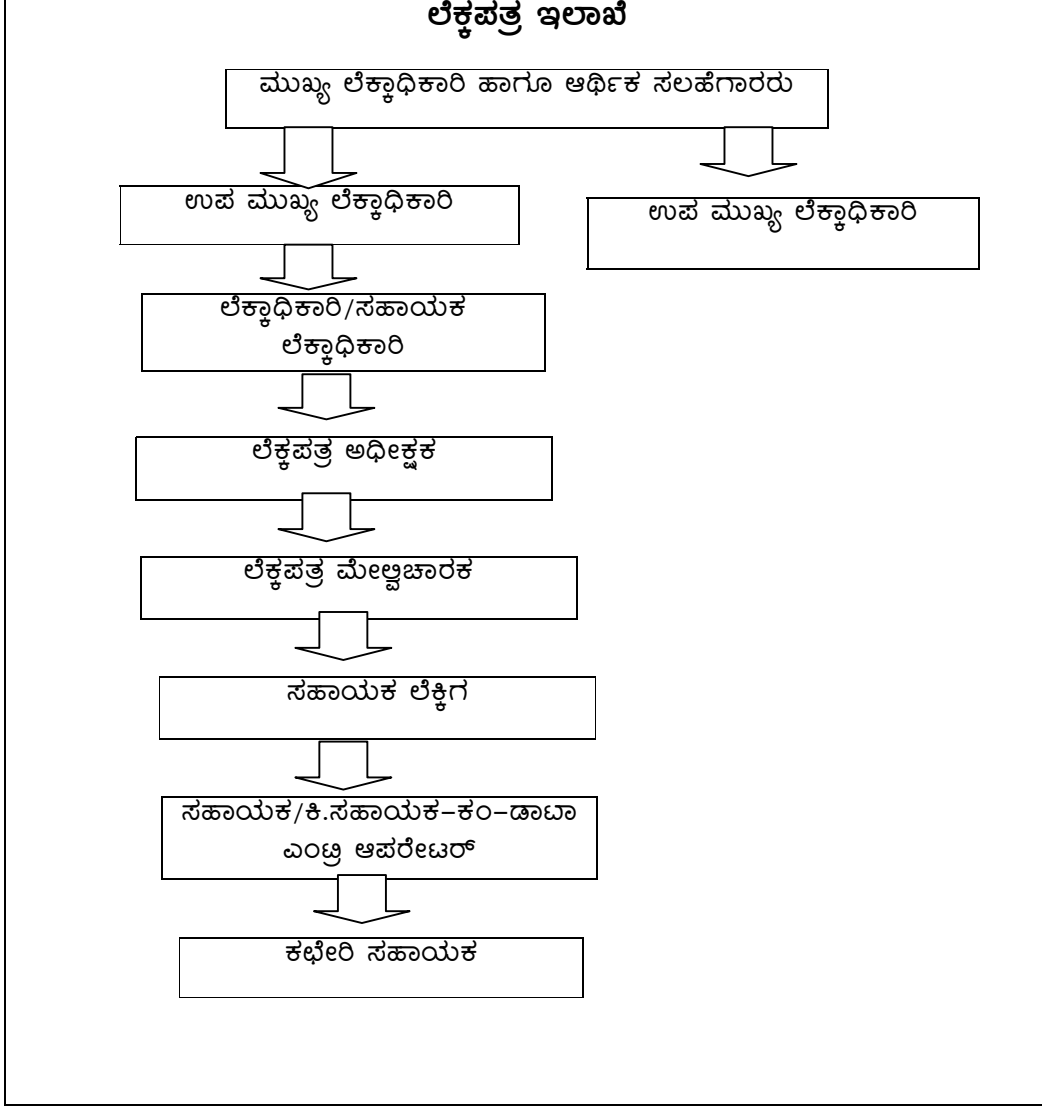 ಲೆಕ್ಕಪತ್ರ ಇಲಾಖೆ
ಮುಖ್ಯ ಲೆಕ್ಕಾಧಿಕಾರಿ ಹಾಗೂ ಆರ್ಥಿಕ ಸಲಹೆಗಾರರು
ಉಪ ಮುಖ್ಯ ಲೆಕ್ಕಾಧಿಕಾರಿ
ಉಪ ಮುಖ್ಯ ಲೆಕ್ಕಾಧಿಕಾರಿ
ಲೆಕ್ಕಾಧಿಕಾರಿ/ಸಹಾಯಕ
ಲೆಕ್ಕಾಧಿಕಾರಿ
ಲೆಕ್ಕಪತ್ರ ಅಧೀಕ್ಷಕ
ಲೆಕ್ಕಪತ್ರ ಮೇಲ್ವಿಚಾರಕ
ಸಹಾಯಕ ಲೆಕ್ಕಿಗ
ಸಹಾಯಕ/ಕಿ.ಸಹಾಯಕ-ಕಂ-ಡಾಟಾ
ಎಂಟ್ರಿ ಆಪರೇಟರ್
ಕಛೇರಿ ಸಹಾಯಕ